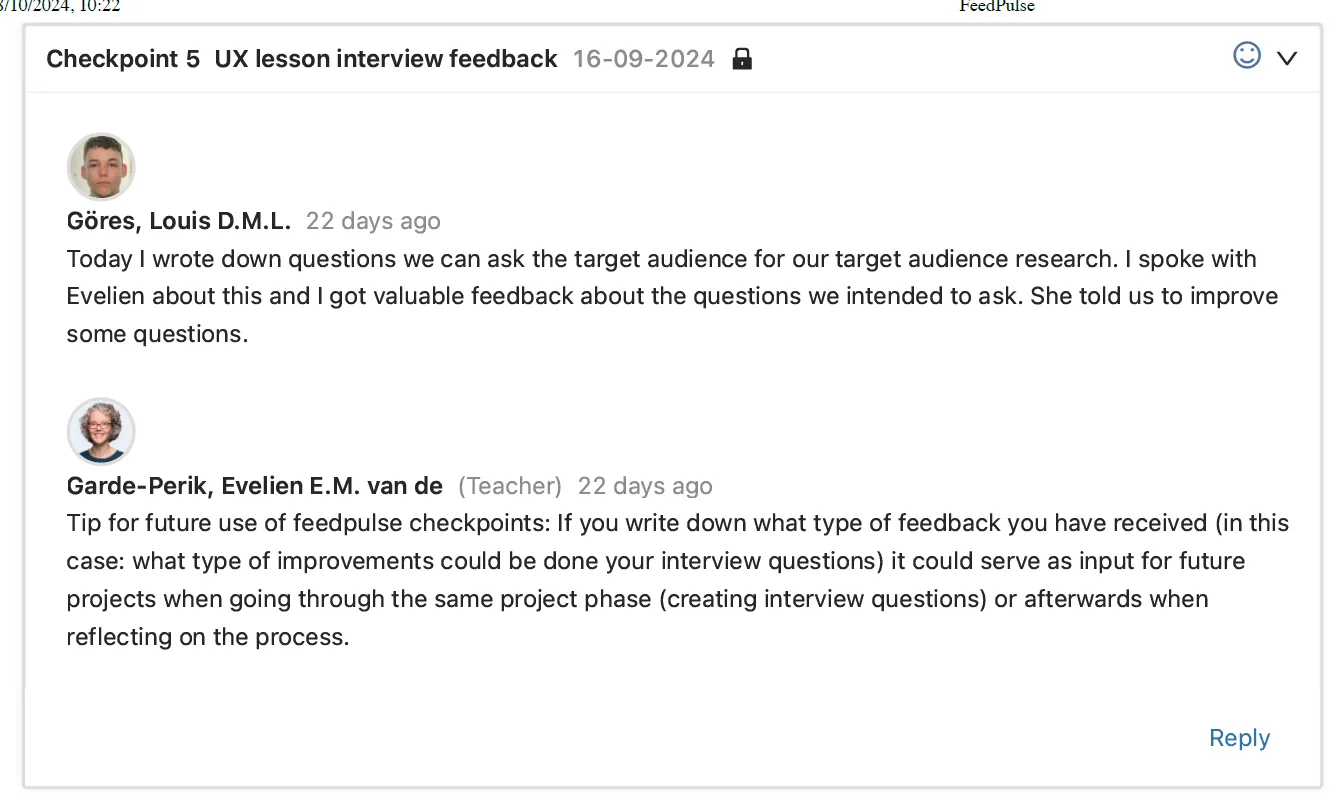 8/10/2024, 10:22 FeedPulse
Checkpoint 5 UX lesson interview feedback 16-09-2024
Göres, Louis D.M.L. 22 days ago
Today I wrote down questions we can ask the target audience for our target audience research. I spoke with
Evelien about this and I got valuable feedback about the questions we intended to ask. She told us to improve
some questions.
Garde-Perik, Evelien E.M. van de (Teacher) 22 days ago
Tip for future use of feedpulse checkpoints: If you write down what type of feedback you have received (in this
case: what type of improvements could be done your interview questions) it could serve as input for future
projects when going through the same project phase (creating interview questions) or afterwards when
reflecting on the process.
Reply